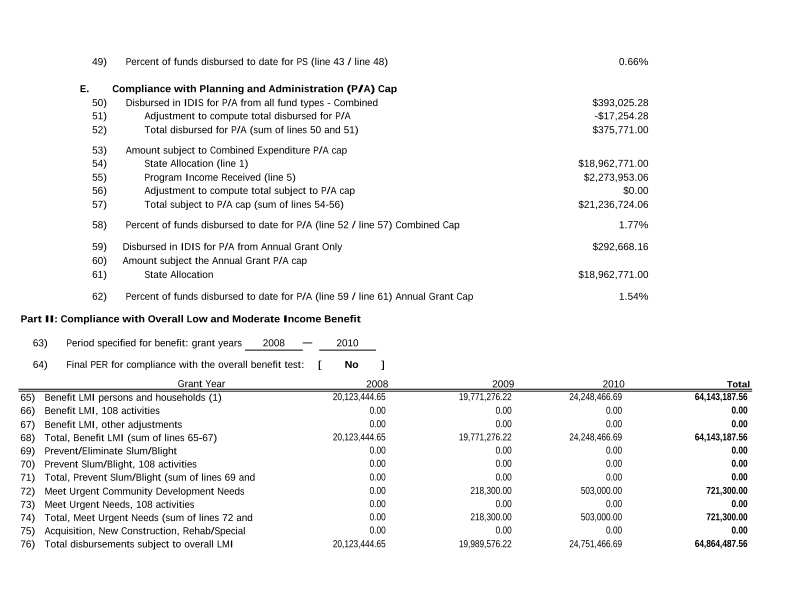 49) Percent of funds disbursed to date for PS (line 43 / line 48) 0.66%
E. Compliance with Planning and Administration (P/A) Cap
50) Disbursed in IDIS for P/A from all fund types - Combined $393,025.28
51) Adjustment to compute total disbursed for P/A -$17,254.28
52) Total disbursed for P/A (sum of lines 50 and 51) $375,771.00
53) Amount subject to Combined Expenditure P/A cap
54) State Allocation (line 1) $18,962,771.00
55) Program Income Received (line 5) $2,273,953.06
56) Adjustment to compute total subject to P/A cap $0.00
57) Total subject to P/A cap (sum of lines 54-56) $21,236,724.06
58) Percent of funds disbursed to date for P/A (line 52 / line 57) Combined Cap 1.77%
59) Disbursed in IDIS for P/A from Annual Grant Only $292,668.16
60) Amount subject the Annual Grant P/A cap
61) State Allocation $18,962,771.00
62) Percent of funds disbursed to date for P/A (line 59 / line 61) Annual Grant Cap 1.54%
Part II: Compliance with Overall Low and Moderate Income Benefit
63) Period specified for benefit: grant years 2008 — 2010
64) Final PER for compliance with the overall benefit test: [ No ]
Grant Year 2008 2009 2010 Total
65) Benefit LMI persons and households (1) 20,123,444.65 19,771,276.22 24,248,466.69 64,143,187.56
66) Benefit LMI, 108 activities 0.00 0.00 0.00 0.00
67) Benefit LMI, other adjustments 0.00 0.00 0.00 0.00
68) Total, Benefit LMI (sum of lines 65-67) 20,123,444.65 19,771,276.22 24,248,466.69 64,143,187.56
69) Prevent/Eliminate Slum/Blight 0.00 0.00 0.00 0.00
70) Prevent Slum/Blight, 108 activities 0.00 0.00 0.00 0.00
71) Total, Prevent Slum/Blight (sum of lines 69 and 0.00 0.00 0.00 0.00
72) Meet Urgent Community Development Needs 0.00 218,300.00 503,000.00 721,300.00
73) Meet Urgent Needs, 108 activities 0.00 0.00 0.00 0.00
74) Total, Meet Urgent Needs (sum of lines 72 and 0.00 218,300.00 503,000.00 721,300.00
75) Acquisition, New Construction, Rehab/Special 0.00 0.00 0.00 0.00
76) Total disbursements subject to overall LMI 20,123,444.65 19,989,576.22 24,751,466.69 64,864,487.56